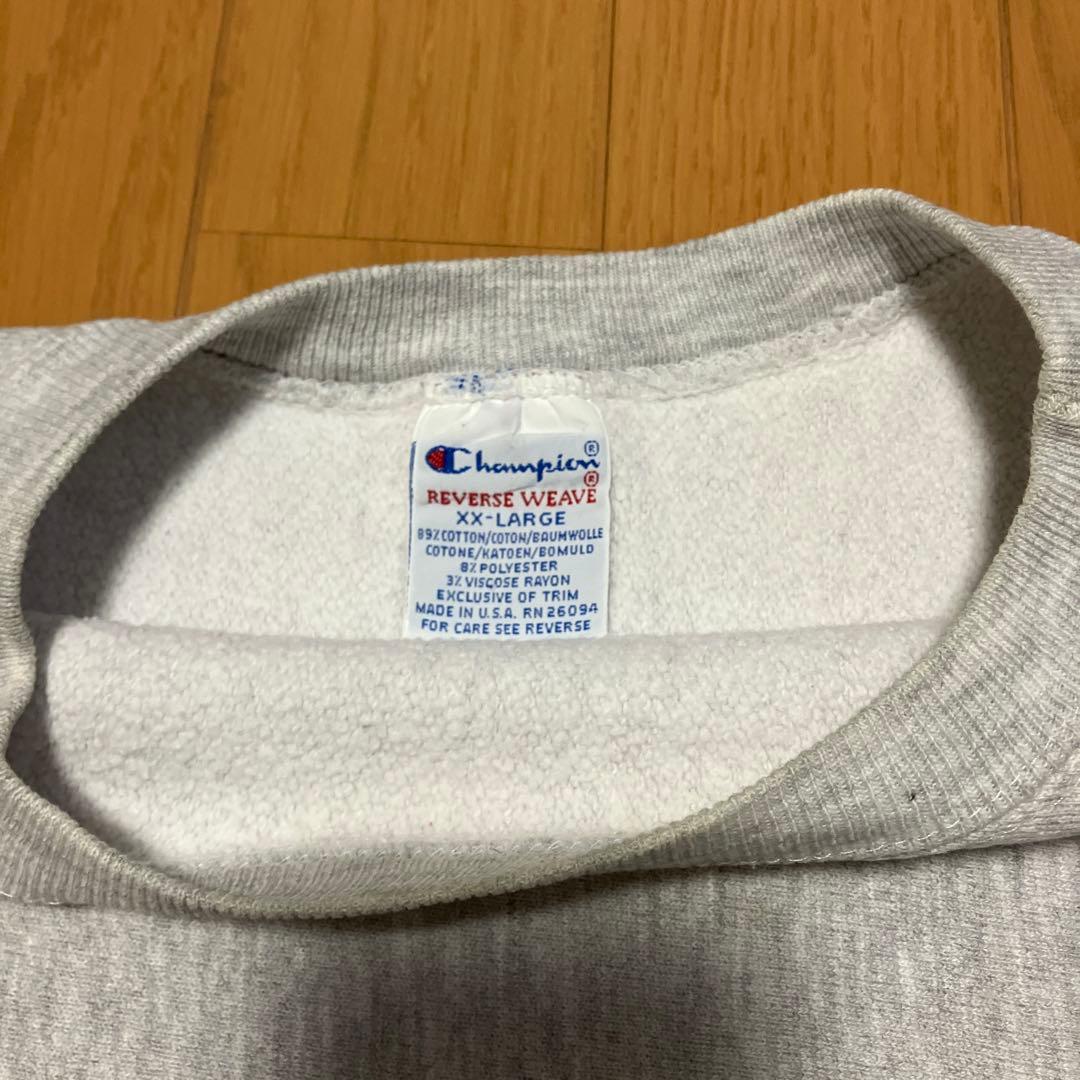 Champion®
REVERSE WEAVE®
XX-LARGE
89% COTTON/COTON/BAUMWOLLE
COTONE/KATOEN/BOMULD
8% POLYESTER
3% VISCOSE RAYON
EXCLUSIVE OF TRIM
MADE IN U.S.A. RN 26094
FOR CARE SEE REVERSE